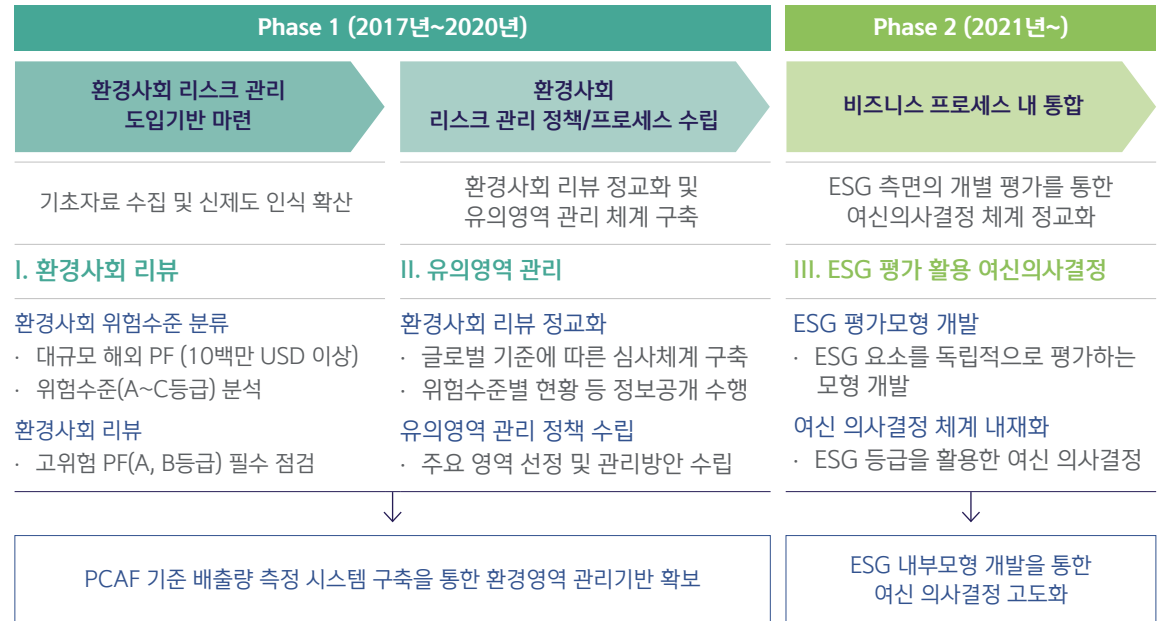 Phase 1 (2017년~2020년)
Phase 2 (2021년~)
환경사회 리스크 관리
도입기반 마련
환경사회
리스크 관리 정책/프로세스 수립
비즈니스 프로세스 내 통합
기초자료 수집 및 신제도 인식 확산
환경사회 리뷰 정교화 및
유의영역 관리 체계 구축
ESG 측면의 개별 평가를 통한
여신의사결정 체계 정교화
I. 환경사회 리뷰
II. 유의영역 관리
III. ESG 평가 활용 여신의사결정
환경사회 위험수준 분류
· 대규모 해외 PF (10백만 USD 이상)
· 위험수준(A~C등급) 분석
환경사회 리뷰
· 고위험 PF(A, B등급) 필수 점검
환경사회 리뷰 정교화
· 글로벌 기준에 따른 심사체계 구축
· 위험수준별 현황 등 정보공개 수행
유의영역 관리 정책 수립
· 주요 영역 선정 및 관리방안 수립
ESG 평가모형 개발
· ESG 요소를 독립적으로 평가하는
모형 개발
여신 의사결정 체계 내재화
· ESG 등급을 활용한 여신 의사결정
PCAF 기준 배출량 측정 시스템 구축을 통한 환경영역 관리기반 확보
ESG 내부모형 개발을 통한
여신 의사결정 고도화